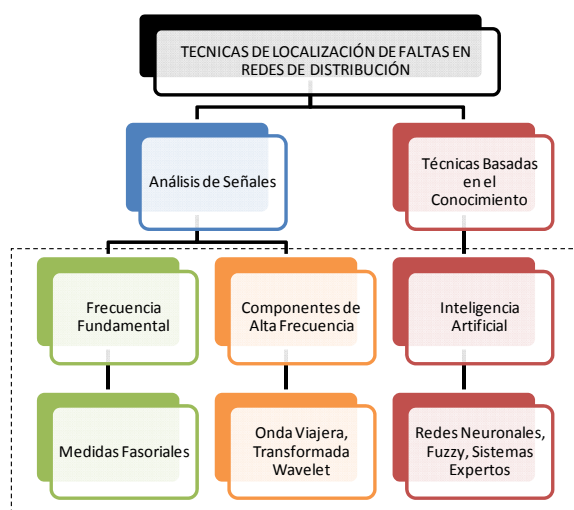 TECNICAS DE LOCALIZACIÓN DE FALTAS EN
REDES DE DISTRIBUCIÓN
Análisis de Señales
Técnicas Basadas
en el
Conocimiento
Frecuencia
Fundamental
Componentes de
Alta Frecuencia
Inteligencia
Artificial
Medidas Fasoriales
Onda Viajera,
Transformada
Wavelet
Redes Neuronales,
Fuzzy, Sistemas
Expertos